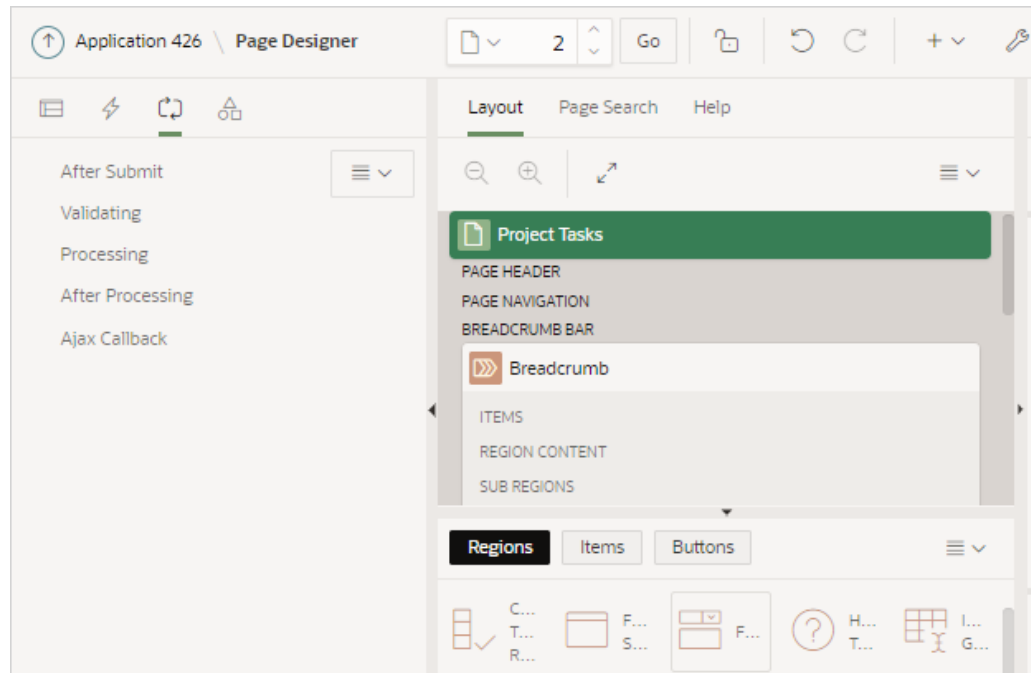 Application 426 \ Page Designer
2
Go
After Submit
Validating
Processing
After Processing
Ajax Callback
Layout
Page Search
Help
Project Tasks
PAGE HEADER
PAGE NAVIGATION
BREADCRUMB BAR
Breadcrumb
ITEMS
REGION CONTENT
SUB REGIONS
Regions
Items
Buttons
C...
T...
R...
F...
S...
F...
H...
T...
I...
G...